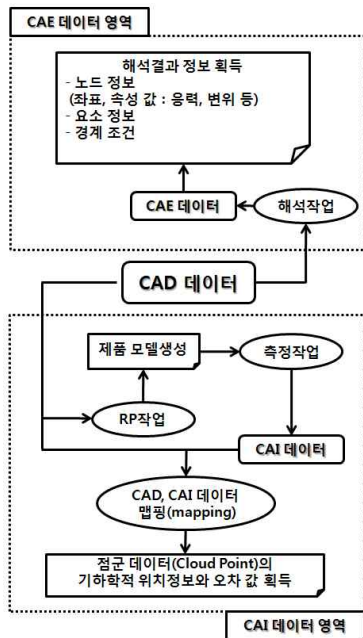 CAE 데이터 영역
해석결과 정보 획득
- 노드 정보
(좌표, 속성 값 : 응력, 변위 등)
- 요소 정보
- 경계 조건
CAE 데이터
해석작업
CAD 데이터
제품 모델생성
측정작업
RP작업
CAI 데이터
CAD, CAI 데이터
맵핑(mapping)
점군 데이터(Cloud Point)의
기하학적 위치정보와 오차 값 획득
CAI 데이터 영역